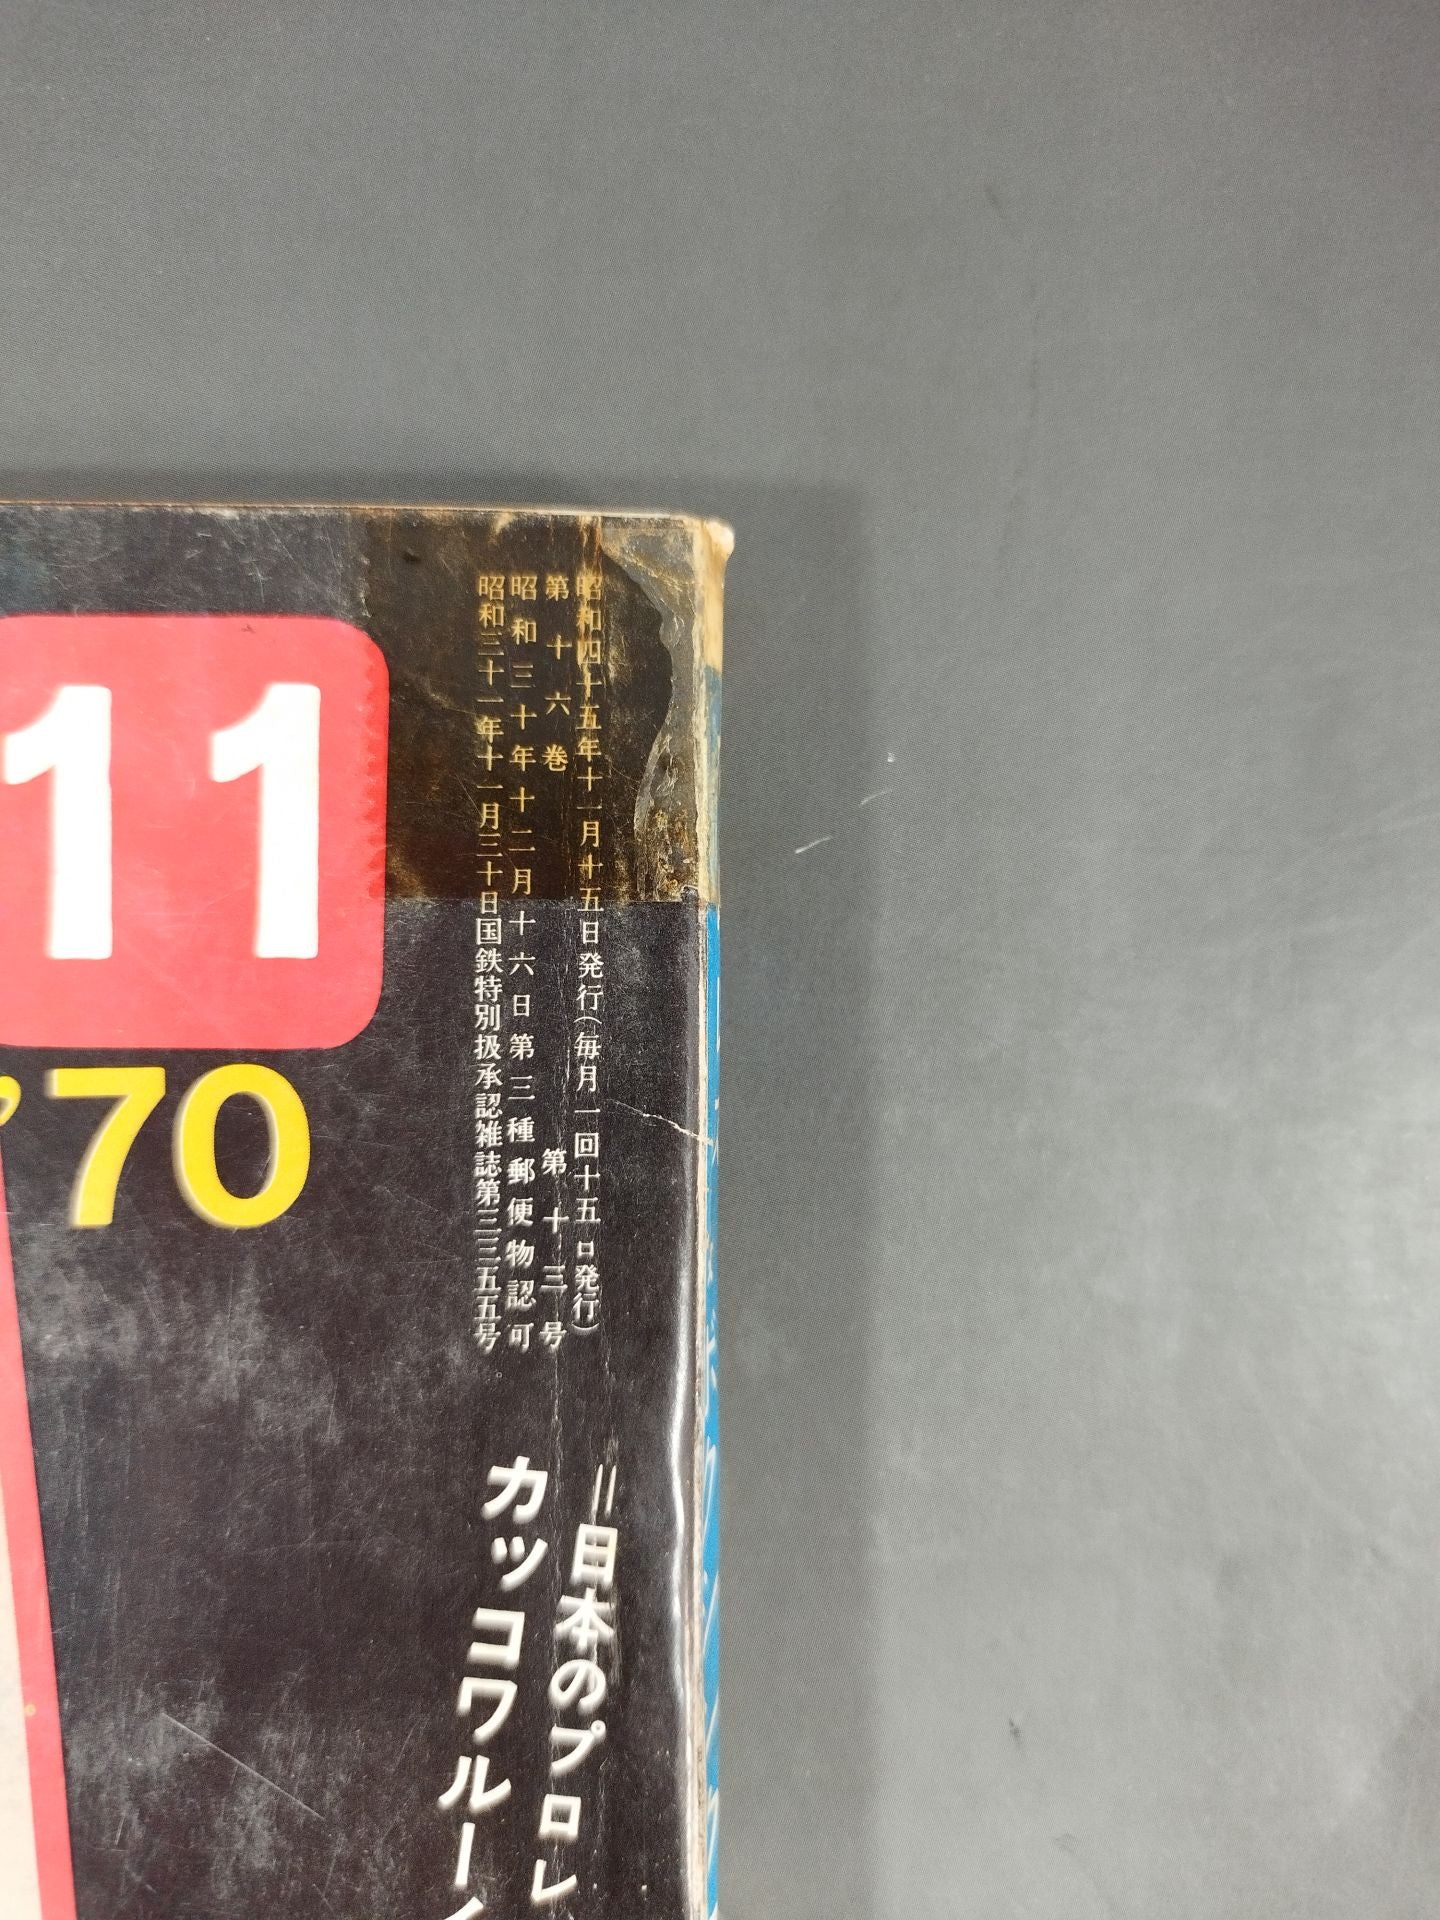 昭和四十五年十一月十五日発行(毎月一回十五日発行)
第十六巻 第十三号
昭和三十年十二月十六日第三種郵便物認可
昭和三十一年十一月三十日国鉄特別扱承認雑誌第三三五五号
11
'70
=日本のプロレ
カッコワルーイ